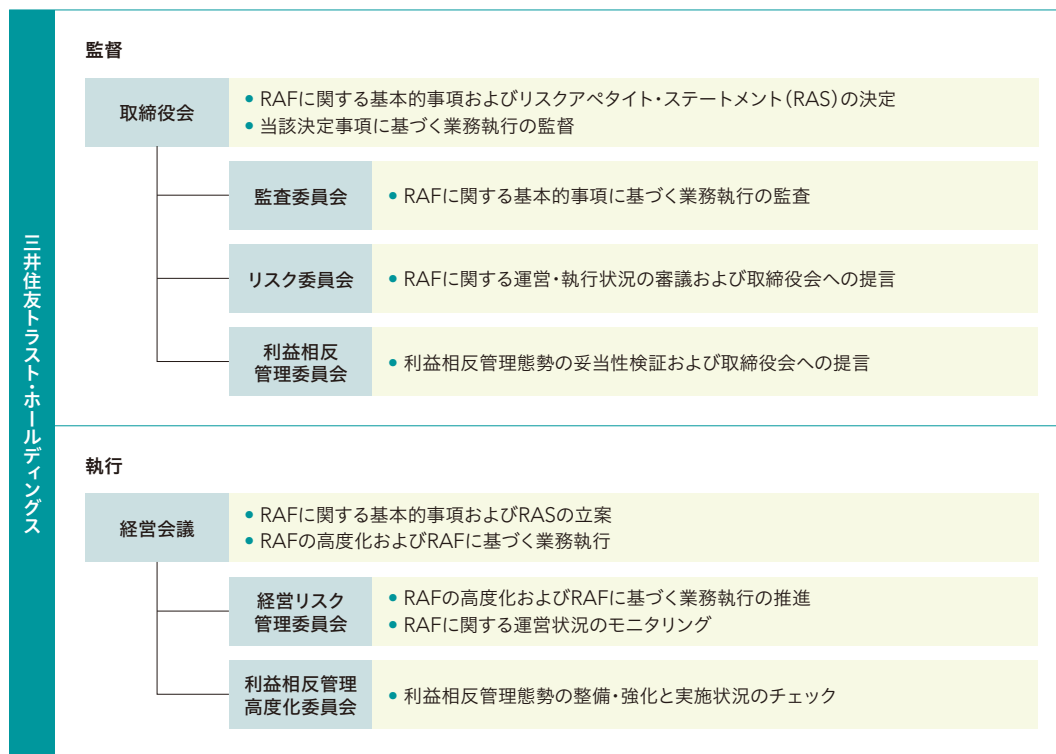 三井住友トラスト・ホールディングス
監督
取締役会
• RAFに関する基本的事項およびリスクアペタイト・ステートメント(RAS)の決定
• 当該決定事項に基づく業務執行の監督
監査委員会
• RAFに関する基本的事項に基づく業務執行の監査
リスク委員会
• RAFに関する運営・執行状況の審議および取締役会への提言
利益相反
管理委員会
• 利益相反管理態勢の妥当性検証および取締役会への提言
執行
経営会議
• RAFに関する基本的事項およびRASの立案
• RAFの高度化およびRAFに基づく業務執行
経営リスク
管理委員会
• RAFの高度化およびRAFに基づく業務執行の推進
• RAFに関する運営状況のモニタリング
利益相反管理
高度化委員会
• 利益相反管理態勢の整備・強化と実施状況のチェック